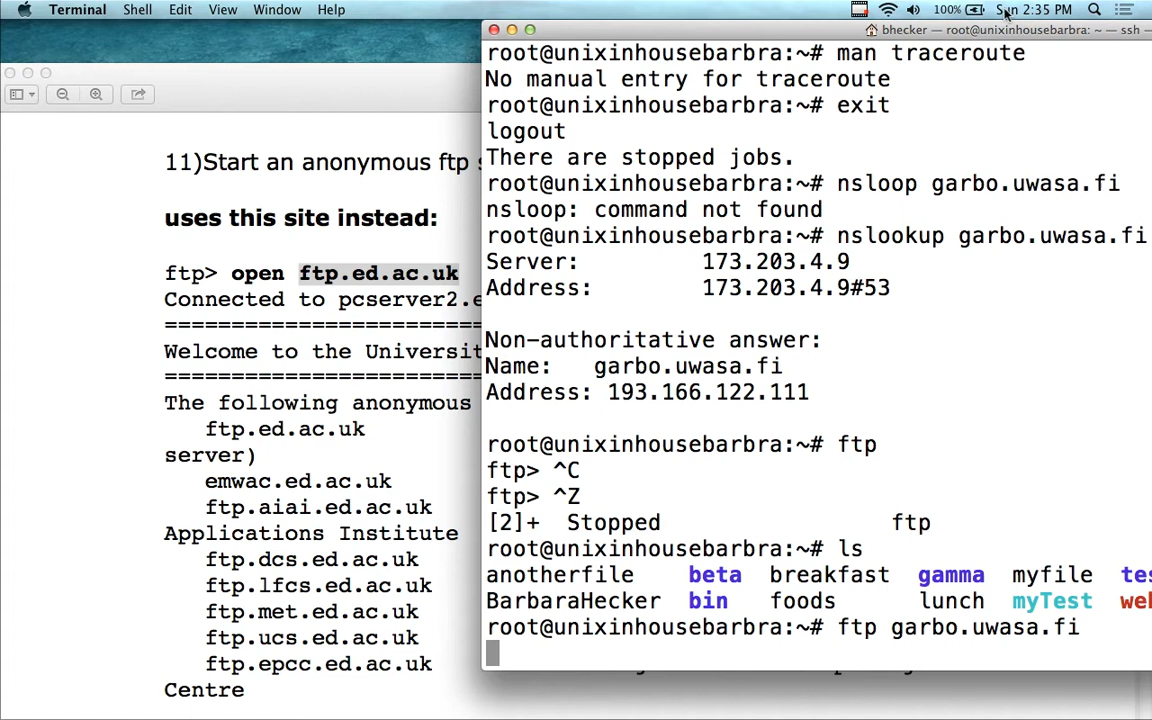 Terminal Shell Edit View Window Help 100% Sun 2:35 PM
bhecker — root@unixinhousebarbra: ~ — ssh
11)Start an anonymous ftp s
uses this site instead:
ftp> open ftp.ed.ac.uk
Connected to pcserver2.e
===========================
Welcome to the Universit
===========================
The following anonymous
ftp.ed.ac.uk
server)
emwac.ed.ac.uk
ftp.aiai.ed.ac.uk
Applications Institute
ftp.dcs.ed.ac.uk
ftp.lfcs.ed.ac.uk
ftp.met.ed.ac.uk
ftp.ucs.ed.ac.uk
ftp.epcc.ed.ac.uk
Centre
root@unixinhousebarbra:~# man traceroute
No manual entry for traceroute
root@unixinhousebarbra:~# exit
logout
There are stopped jobs.
root@unixinhousebarbra:~# nsloop garbo.uwasa.fi
nsloop: command not found
root@unixinhousebarbra:~# nslookup garbo.uwasa.fi
Server: 173.203.4.9
Address: 173.203.4.9#53
Non-authoritative answer:
Name: garbo.uwasa.fi
Address: 193.166.122.111
root@unixinhousebarbra:~# ftp
ftp> ^C
ftp> ^Z
[2]+ Stopped ftp
root@unixinhousebarbra:~# ls
anotherfile beta breakfast gamma myfile tes
BarbaraHecker bin foods lunch myTest we
root@unixinhousebarbra:~# ftp garbo.uwasa.fi